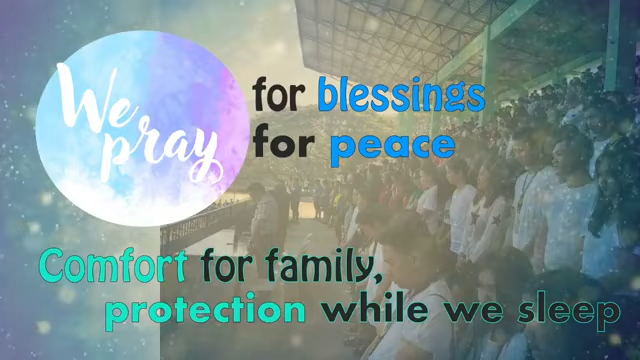 We
pray
for blessings
for peace
Comfort for family,
protection while we sleep